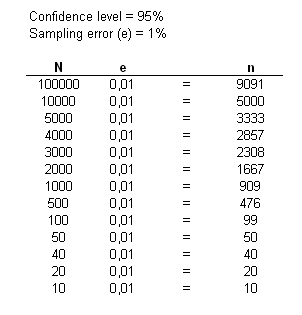 Confidence level = 95%
Sampling error (e) = 1%
N e n
100000 0,01 = 9091
10000 0,01 = 5000
5000 0,01 = 3333
4000 0,01 = 2857
3000 0,01 = 2308
2000 0,01 = 1667
1000 0,01 = 909
500 0,01 = 476
100 0,01 = 99
50 0,01 = 50
40 0,01 = 40
20 0,01 = 20
10 0,01 = 10